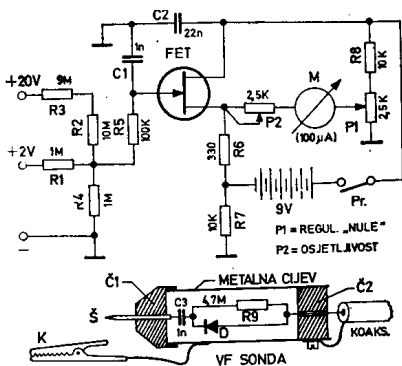 C2
22n
FET
1n
C1
+20V
9M
R3
R2
10M
R5
100K
+2V
1M
R1
R4
1M
–
2,5K
P2
M
(100µA)
R8
10K
P1
2,5K
330
R6
10K
R7
9V
Pr.
P1 = REGUL. „NULE"
P2 = OSJETLJIVOST
METALNA CIJEV
Č1
Č2
Š
C3
1n
4,7M
R9
D
K
KOAKS.
VF SONDA